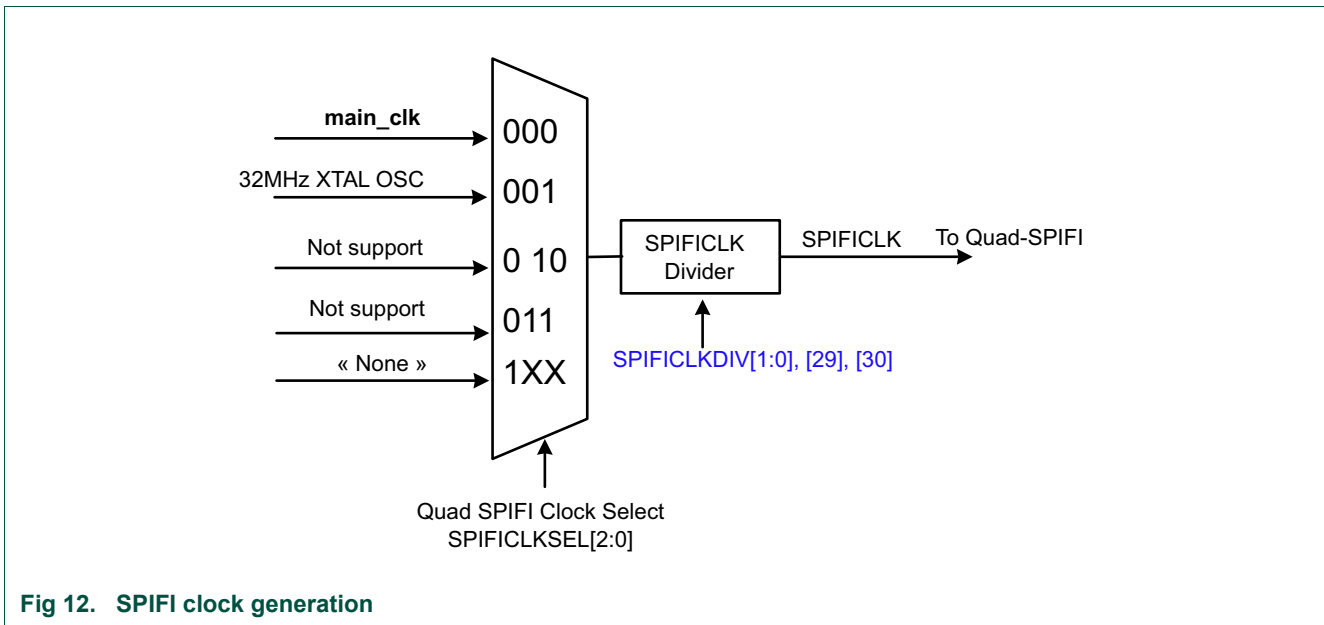 main_clk
000
32MHz XTAL OSC
001
Not support
0 10
Not support
011
« None »
1XX
SPIFICLK
Divider
SPIFICLK
To Quad-SPIFI
SPIFICLKDIV[1:0], [29], [30]
Quad SPIFI Clock Select
SPIFICLKSEL[2:0]
Fig 12. SPIFI clock generation